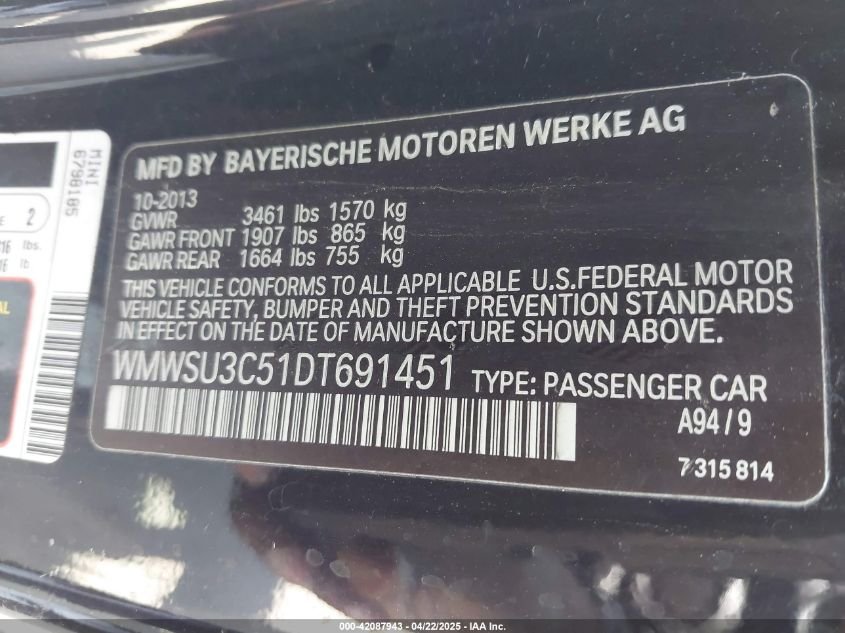 MFD BY BAYERISCHE MOTOREN WERKE AG
10-2013
GVWR 3461 lbs 1570 kg
GAWR FRONT 1907 lbs 865 kg
GAWR REAR 1664 lbs 755 kg
THIS VEHICLE CONFORMS TO ALL APPLICABLE U.S.FEDERAL MOTOR
VEHICLE SAFETY, BUMPER AND THEFT PREVENTION STANDARDS
IN EFFECT ON THE DATE OF MANUFACTURE SHOWN ABOVE.
WMWSU3C51DT691451 TYPE: PASSENGER CAR
A94/9
7315814
MINI
6798185
2
lbs.
lb
000-42087943 - 04/22/2025 - IAA Inc.